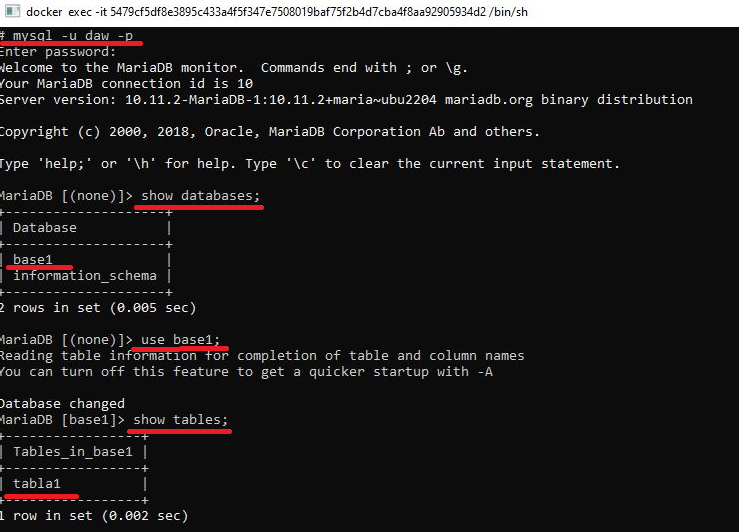 docker exec -it 5479cf5df8e3895c433a4f5f347e7508019baf75f2b4d7cba4f8aa92905934d2 /bin/sh
# mysql -u daw -p
Enter password:
Welcome to the MariaDB monitor.  Commands end with ; or \g.
Your MariaDB connection id is 10
Server version: 10.11.2-MariaDB-1:10.11.2+maria~ubu2204 mariadb.org binary distribution
Copyright (c) 2000, 2018, Oracle, MariaDB Corporation Ab and others.
Type 'help;' or '\h' for help. Type '\c' to clear the current input statement.
MariaDB [(none)]> show databases;
+--------------------+
| Database           |
+--------------------+
| base1              |
| information_schema |
+--------------------+
2 rows in set (0.005 sec)
MariaDB [(none)]> use base1;
Reading table information for completion of table and column names
You can turn off this feature to get a quicker startup with -A
Database changed
MariaDB [base1]> show tables;
+-----------------+
| Tables_in_base1 |
+-----------------+
| tabla1          |
+-----------------+
1 row in set (0.002 sec)